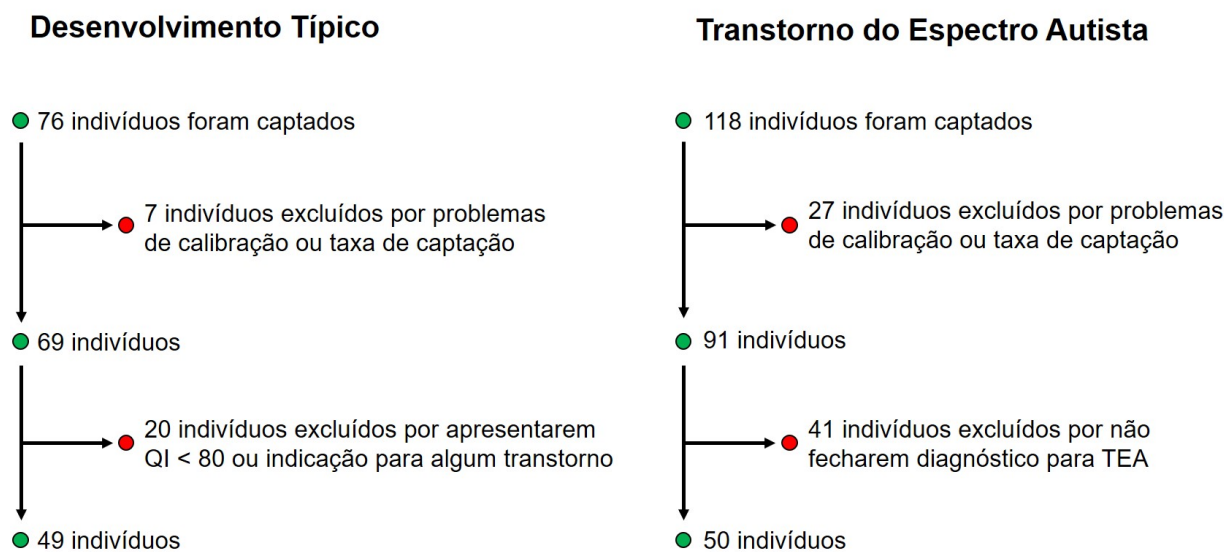 Desenvolvimento Típico
76 indivíduos foram captados
7 indivíduos excluídos por problemas
de calibração ou taxa de captação
69 indivíduos
20 indivíduos excluídos por apresentarem
QI < 80 ou indicação para algum transtorno
49 indivíduos
Transtorno do Espectro Autista
118 indivíduos foram captados
27 indivíduos excluídos por problemas
de calibração ou taxa de captação
91 indivíduos
41 indivíduos excluídos por não
fecharem diagnóstico para TEA
50 indivíduos